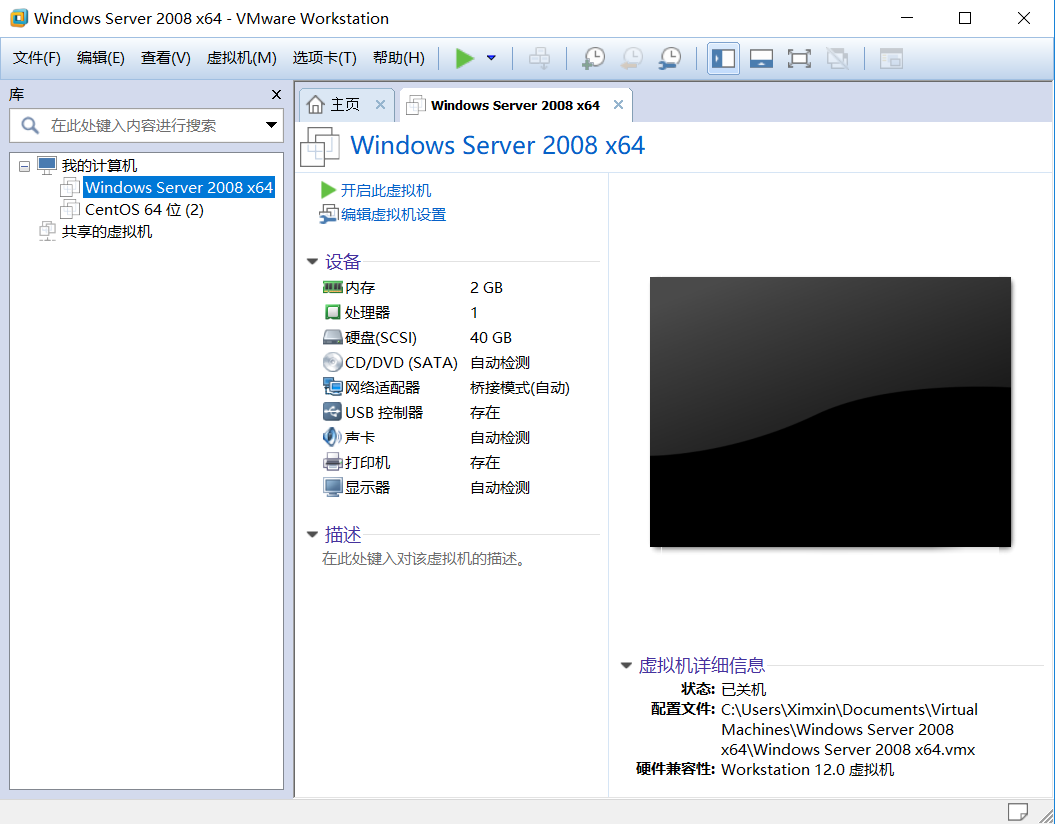 Windows Server 2008 x64 - VMware Workstation
文件(F) 编辑(E) 查看(V) 虚拟机(M) 选项卡(T) 帮助(H)
库
在此处键入内容进行搜索
我的计算机
Windows Server 2008 x64
CentOS 64 位 (2)
共享的虚拟机
主页
Windows Server 2008 x64
Windows Server 2008 x64
开启此虚拟机
编辑虚拟机设置
设备
内存 2 GB
处理器 1
硬盘(SCSI) 40 GB
CD/DVD (SATA) 自动检测
网络适配器 桥接模式(自动)
USB 控制器 存在
声卡 自动检测
打印机 存在
显示器 自动检测
描述
在此处键入对该虚拟机的描述。
虚拟机详细信息
状态: 已关机
配置文件: C:\Users\Ximxin\Documents\Virtual
Machines\Windows Server 2008
x64\Windows Server 2008 x64.vmx
硬件兼容性: Workstation 12.0 虚拟机